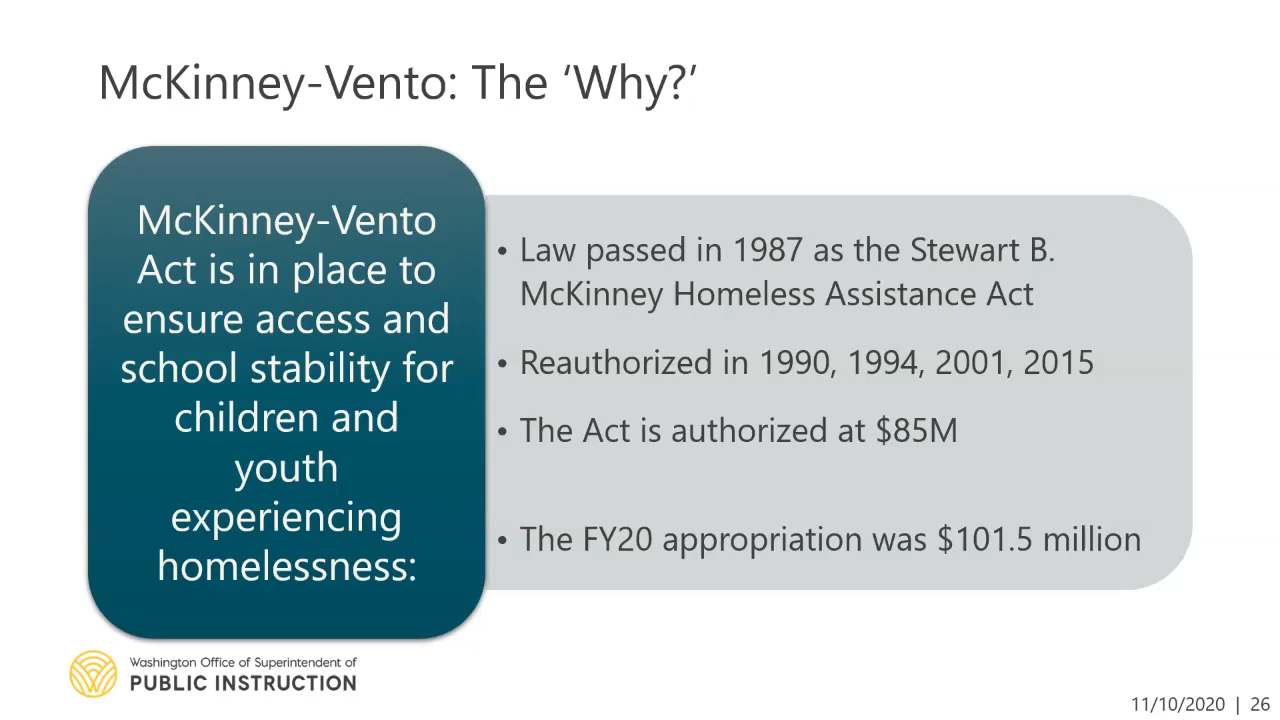 McKinney-Vento: The ‘Why?’
McKinney-Vento
Act is in place to
ensure access and
school stability for
children and
youth
experiencing
homelessness:
• Law passed in 1987 as the Stewart B.
McKinney Homeless Assistance Act
• Reauthorized in 1990, 1994, 2001, 2015
• The Act is authorized at $85M
• The FY20 appropriation was $101.5 million
Washington Office of Superintendent of
PUBLIC INSTRUCTION
11/10/2020 | 26